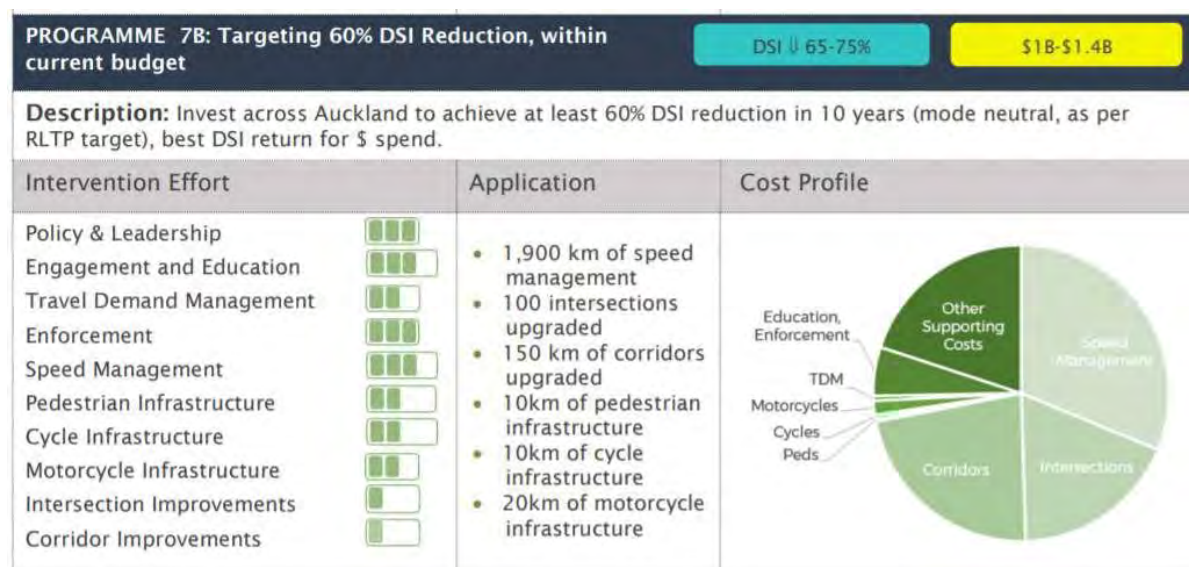 PROGRAMME 7B: Targeting 60% DSI Reduction, within
current budget
DSI ⇓ 65-75%
$1B-$1.4B
Description: Invest across Auckland to achieve at least 60% DSI reduction in 10 years (mode neutral, as per
RLTP target), best DSI return for $ spend.
Intervention Effort
Application
Cost Profile
Policy & Leadership
Engagement and Education
Travel Demand Management
Enforcement
Speed Management
Pedestrian Infrastructure
Cycle Infrastructure
Motorcycle Infrastructure
Intersection Improvements
Corridor Improvements
• 1,900 km of speed
management
• 100 intersections
upgraded
• 150 km of corridors
upgraded
• 10km of pedestrian
infrastructure
• 10km of cycle
infrastructure
• 20km of motorcycle
infrastructure
Other
Supporting
Costs
Speed
Management
Education,
Enforcement
TDM
Motorcycles
Cycles
Peds
Corridors
Intersections